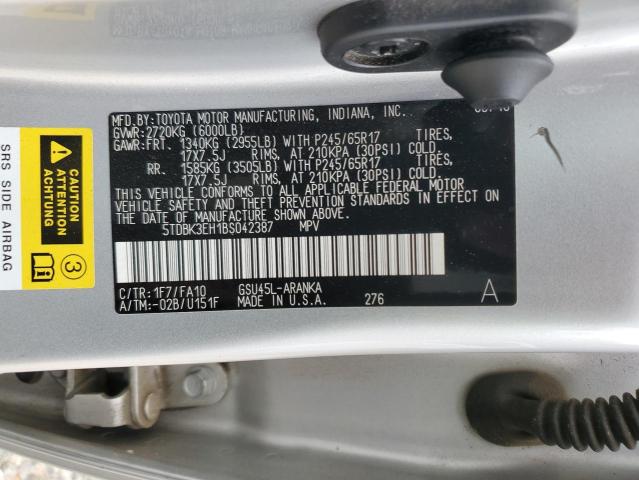 MFD. BY: TOYOTA MOTOR MANUFACTURING, INDIANA, INC.
GVWR: 2720KG (6000LB)
GAWR: FRT. 1340KG (2955LB) WITH P245/65R17 TIRES,
17X7.5J RIMS, AT 210KPA (30PSI) COLD.
RR. 1585KG (3505LB) WITH P245/65R17 TIRES,
17X7.5J RIMS, AT 210KPA (30PSI) COLD.
THIS VEHICLE CONFORMS TO ALL APPLICABLE FEDERAL MOTOR
VEHICLE SAFETY AND THEFT PREVENTION STANDARDS IN EFFECT ON
THE DATE OF MANUFACTURE SHOWN ABOVE.
5TDBK3EH1BS042387 MPV
C/TR: 1F7/FA10 GSU45L-ARANKA
A/TM: -02B/U151F MADE IN U.S.A. 276 A
CAUTION
ATTENTION
SRS SIDE AIRBAG
3